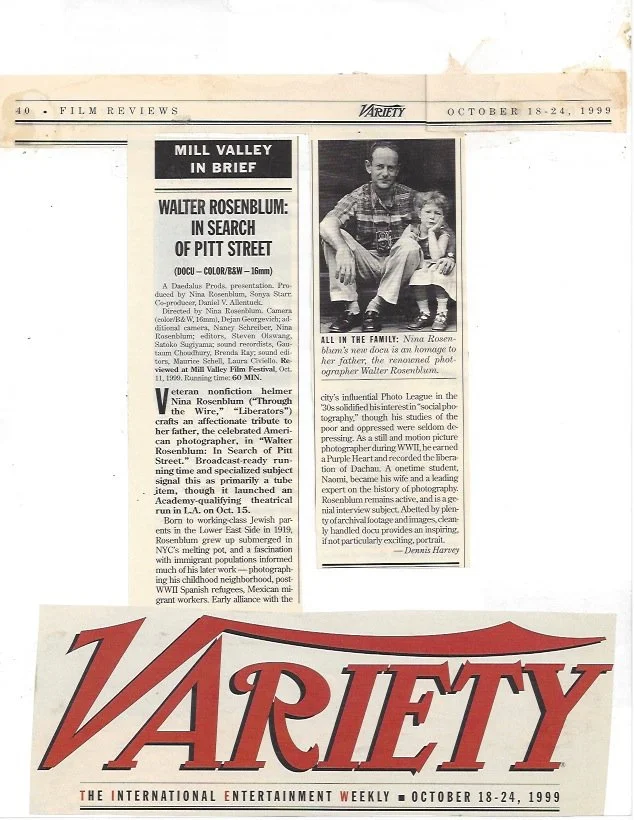 40 • FILM REVIEWS VARIETY OCTOBER 18-24, 1999
MILL VALLEY
IN BRIEF
WALTER ROSENBLUM:
IN SEARCH
OF PITT STREET
(DOCU – COLOR/B&W – 16mm)
A Daedalus Prods. presentation. Pro-
duced by Nina Rosenblum, Sonya Starr.
Co-producer, Daniel V. Allentuck.
Directed by Nina Rosenblum. Camera
(color/B&W, 16mm), Dejan Georgevich; ad-
ditional camera, Nancy Schreiber, Nina
Rosenblum; editors, Steven Olswang,
Satoko Sugiyama; sound recordists, Gau-
taum Choudhury, Brenda Ray; sound edi-
tors, Maurice Schell, Laura Civiello. Re-
viewed at Mill Valley Film Festival, Oct.
11, 1999. Running time: 60 MIN.
Veteran nonfiction helmer
Nina Rosenblum ("Through
the Wire," "Liberators")
crafts an affectionate tribute to
her father, the celebrated Ameri-
can photographer, in "Walter
Rosenblum: In Search of Pitt
Street." Broadcast-ready run-
ning time and specialized subject
signal this as primarily a tube
item, though it launched an
Academy-qualifying theatrical
run in L.A. on Oct. 15.
Born to working-class Jewish par-
ents in the Lower East Side in 1919,
Rosenblum grew up submerged in
NYC's melting pot, and a fascination
with immigrant populations informed
much of his later work — photograph-
ing his childhood neighborhood, post-
WWII Spanish refugees, Mexican mi-
grant workers. Early alliance with the
ALL IN THE FAMILY: Nina Rosen-
blum's new docu is an homage to
her father, the renowned phot-
ographer Walter Rosenblum.
city's influential Photo League in the
'30s solidified his interest in "social pho-
tography," though his studies of the
poor and oppressed were seldom de-
pressing. As a still and motion picture
photographer during WWII, he earned
a Purple Heart and recorded the libera-
tion of Dachau. A onetime student,
Naomi, became his wife and a leading
expert on the history of photography.
Rosenblum remains active, and is a ge-
nial interview subject. Abetted by plen-
ty of archival footage and images, clean-
ly handled docu provides an inspiring,
if not particularly exciting, portrait.
— Dennis Harvey
VARIETY
THE INTERNATIONAL ENTERTAINMENT WEEKLY ■ OCTOBER 18-24, 1999